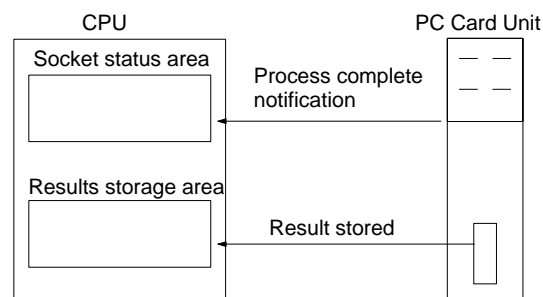 CPU
PC Card Unit
Socket status area
Process complete
notification
Results storage area
Result stored